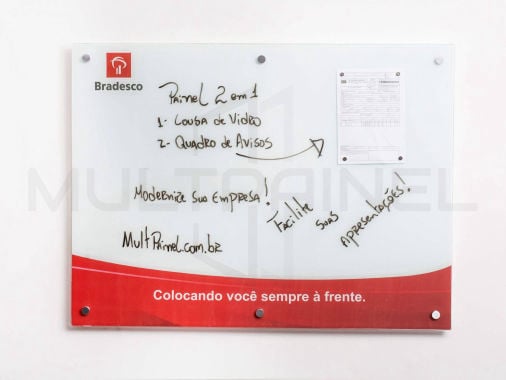 Bradesco
Painel 2 em 1
1- Lousa de Vidro
2- Quadro de Avisos
Modernize sua Empresa!
Facilite suas Apresentações!
MultPainel.com.br
MULTPAINEL
Colocando você sempre à frente.